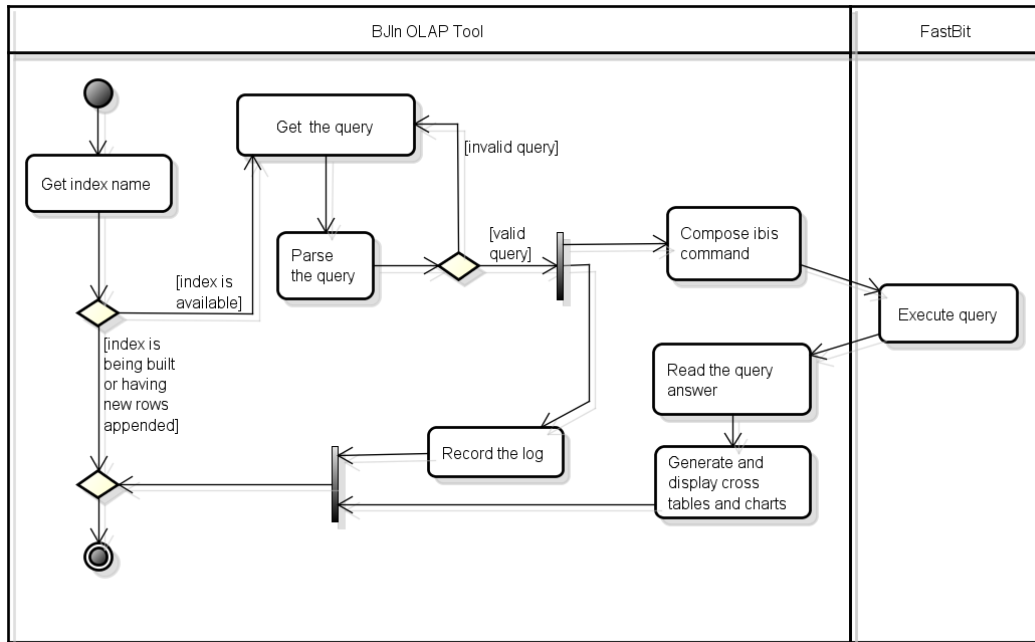 BJIn OLAP Tool
FastBit
Get index name
Get the query
[invalid query]
[index is
available]
Parse
the query
[valid
query]
Compose ibis
command
Execute query
[index is
being built
or having
new rows
appended]
Read the query
answer
Record the log
Generate and
display cross
tables and charts